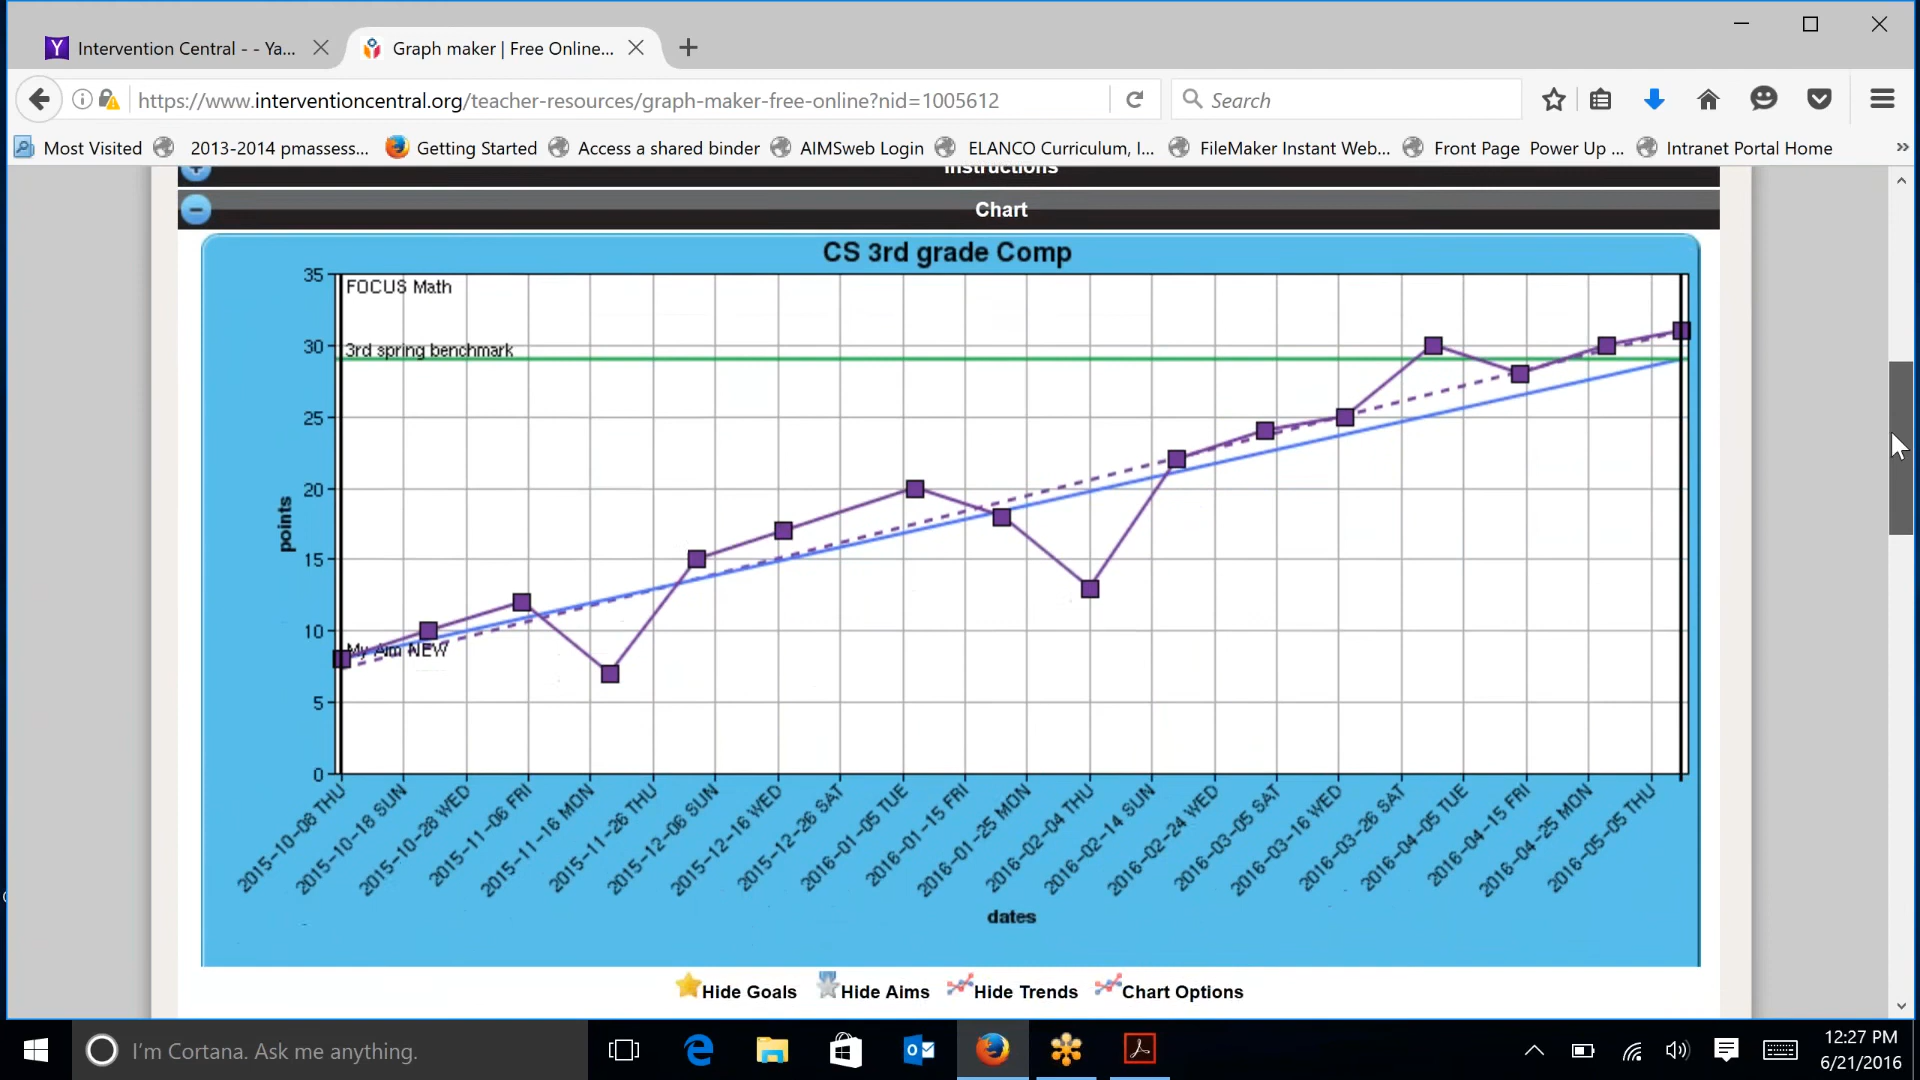 Intervention Central - - Ya...
Graph maker | Free Online...
https://www.interventioncentral.org/teacher-resources/graph-maker-free-online?nid=1005612
Search
Most Visited
2013-2014 pmassess...
Getting Started
Access a shared binder
AIMSweb Login
ELANCO Curriculum, I...
FileMaker Instant Web...
Front Page Power Up ...
Intranet Portal Home
Instructions
Chart
CS 3rd grade Comp
35
FOCUS Math
30
3rd spring benchmark
25
20
points
15
10
My Aim NEW
5
0
2015-10-08 THU
2015-10-18 SUN
2015-10-28 WED
2015-11-06 FRI
2015-11-16 MON
2015-11-26 THU
2015-12-06 SUN
2015-12-16 WED
2015-12-26 SAT
2016-01-05 TUE
2016-01-15 FRI
2016-01-25 MON
2016-02-04 THU
2016-02-14 SUN
2016-02-24 WED
2016-03-05 SAT
2016-03-16 WED
2016-03-26 SAT
2016-04-05 TUE
2016-04-15 FRI
2016-04-25 MON
2016-05-05 THU
dates
Hide Goals
Hide Aims
Hide Trends
Chart Options
I'm Cortana. Ask me anything.
12:27 PM
6/21/2016